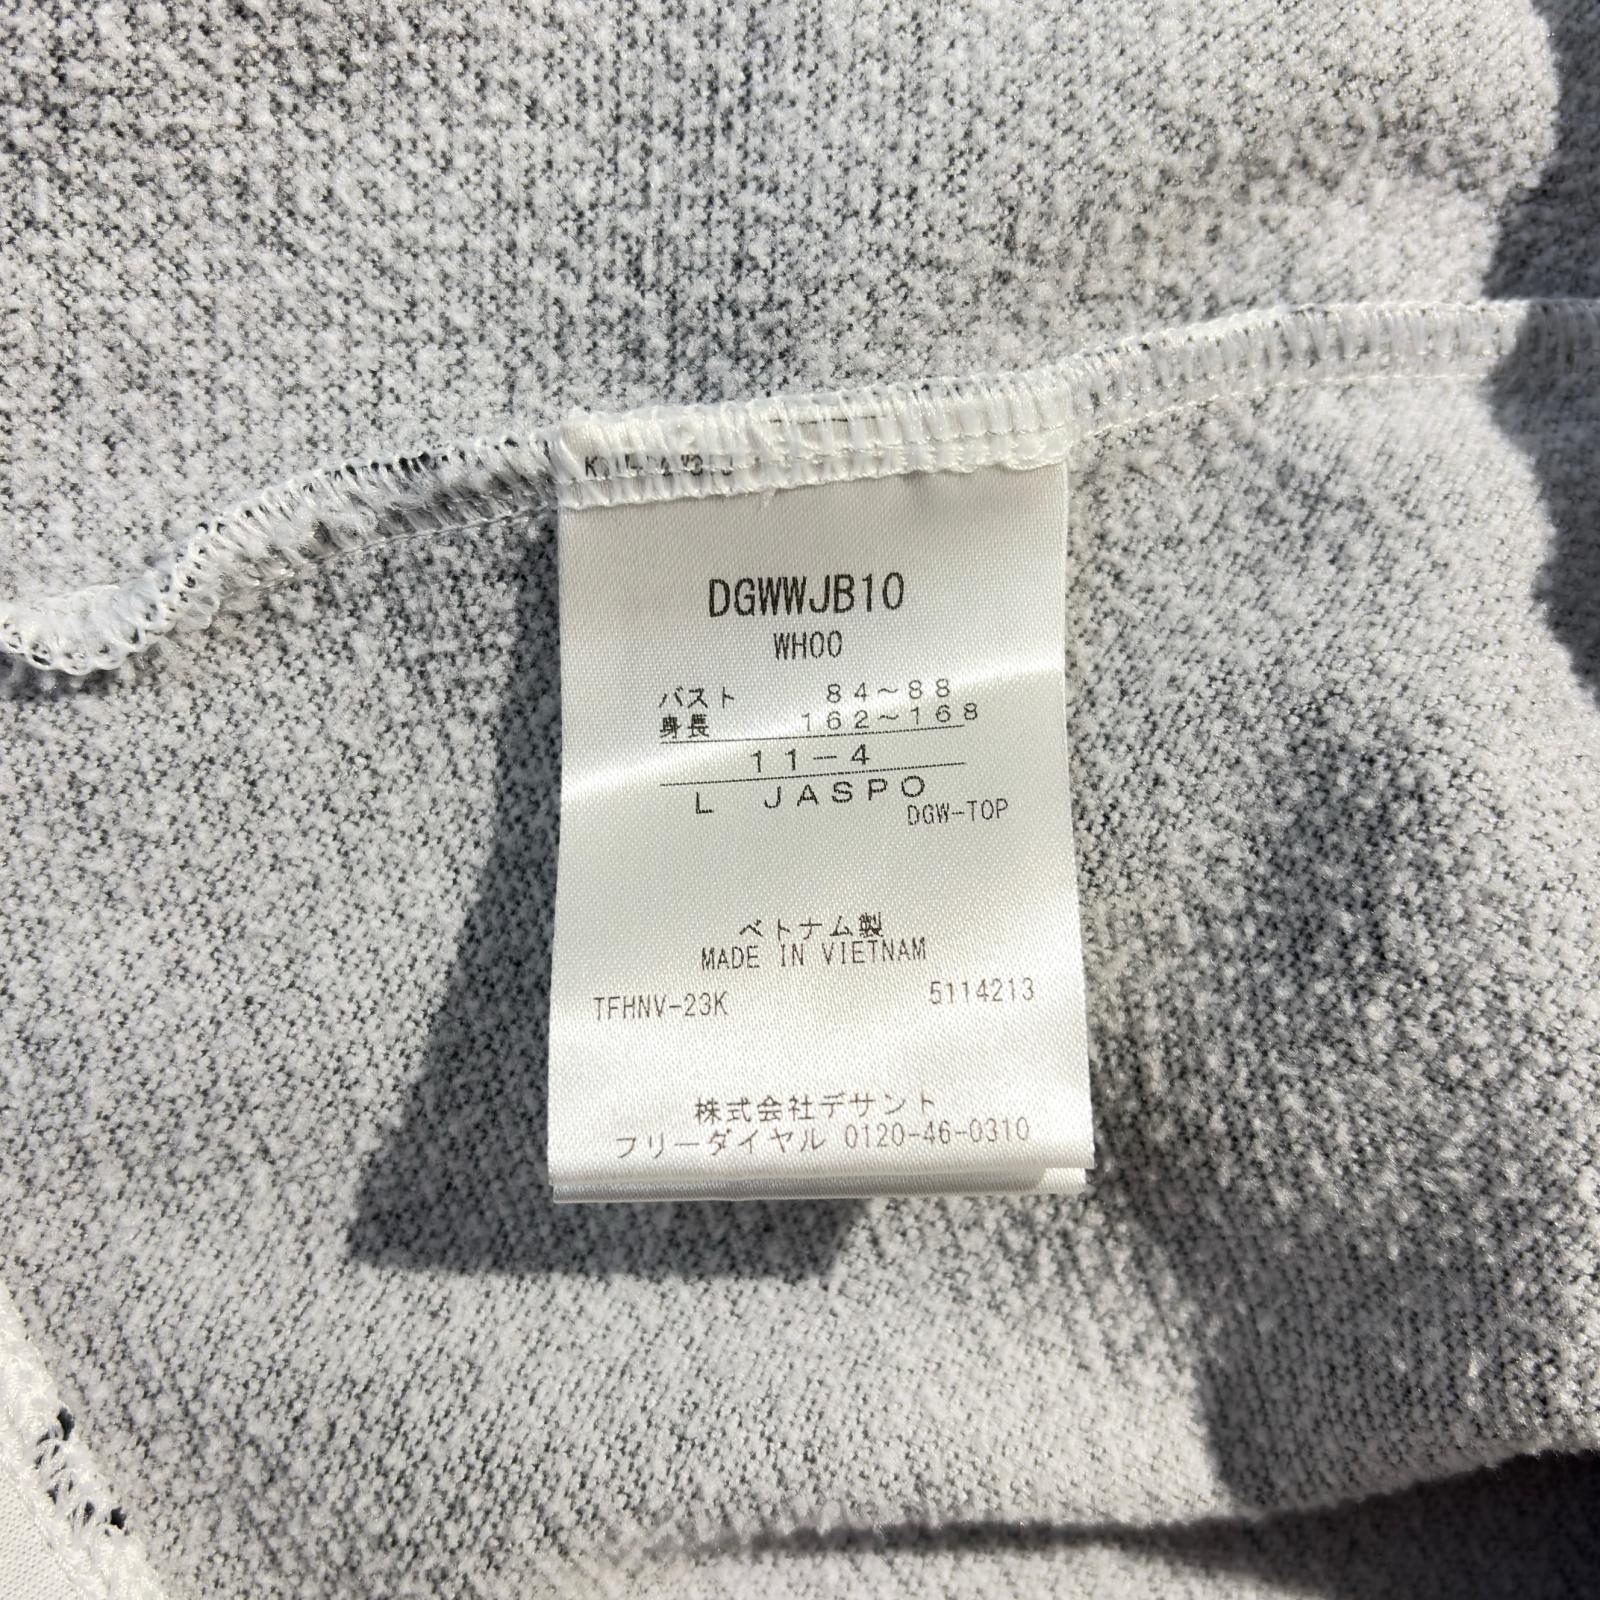 DGWWJB10
WH00
バスト 84～88
身長 162～168
11－4
L JASPO
DGW-TOP
ベトナム製
MADE IN VIETNAM
TFHNV-23K 5114213
株式会社デサント
フリーダイヤル 0120-46-0310